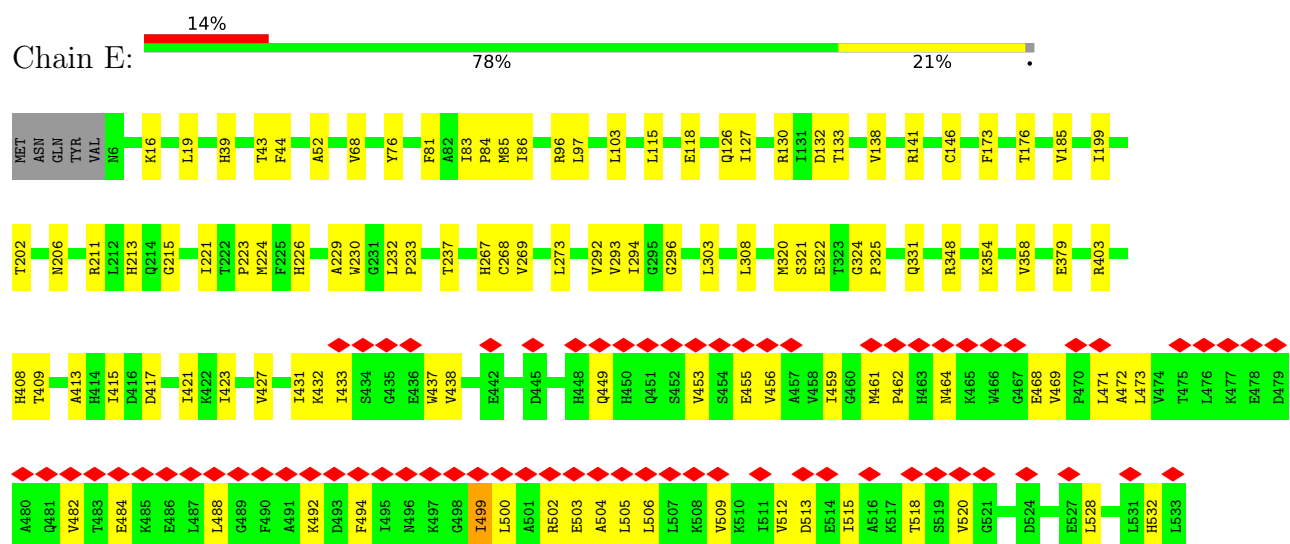 14%
Chain E:
78% 21% •
MET ASN GLN TYR VAL N6 K16 L19 H39 T43 F44 A52 V68 Y76 F81 A82 I83 P84 M85 I86 R96 L97 L103 L115 E118 Q126 I127 R130 I131 D132 T133 V138 R141 C146 F173 T176 V185 I199
T202 N206 R211 L212 H213 Q214 G215 I221 T222 P223 M224 F225 H226 A229 W230 G231 L232 P233 T237 H267 C268 V269 L273 V292 V293 I294 G295 G296 L303 L308 M320 S321 E322 T323 G324 P325 Q331 R348 K354 V358 E379 R403
H408 T409 A413 H414 I415 D416 D417 I421 K422 I423 V427 I431 K432 I433 S434 G435 E436 W437 V438 E442 D445 H448 Q449 H450 Q451 S452 V453 S454 E455 V456 A457 V458 I459 G460 M461 P462 H463 N464 K465 W466 G467 E468 V469 P470 L471 A472 L473 V474 T475 L476 K477 E478 D479
A480 Q481 V482 T483 E484 K485 E486 L487 L488 G489 F490 A491 K492 D493 F494 I495 N496 K497 G498 I499 L500 A501 R502 E503 A504 L505 L506 L507 K508 V509 K510 I511 V512 D513 E514 I515 A516 K517 T518 S519 V520 G521 D524 E527 L528 L531 H532 L533